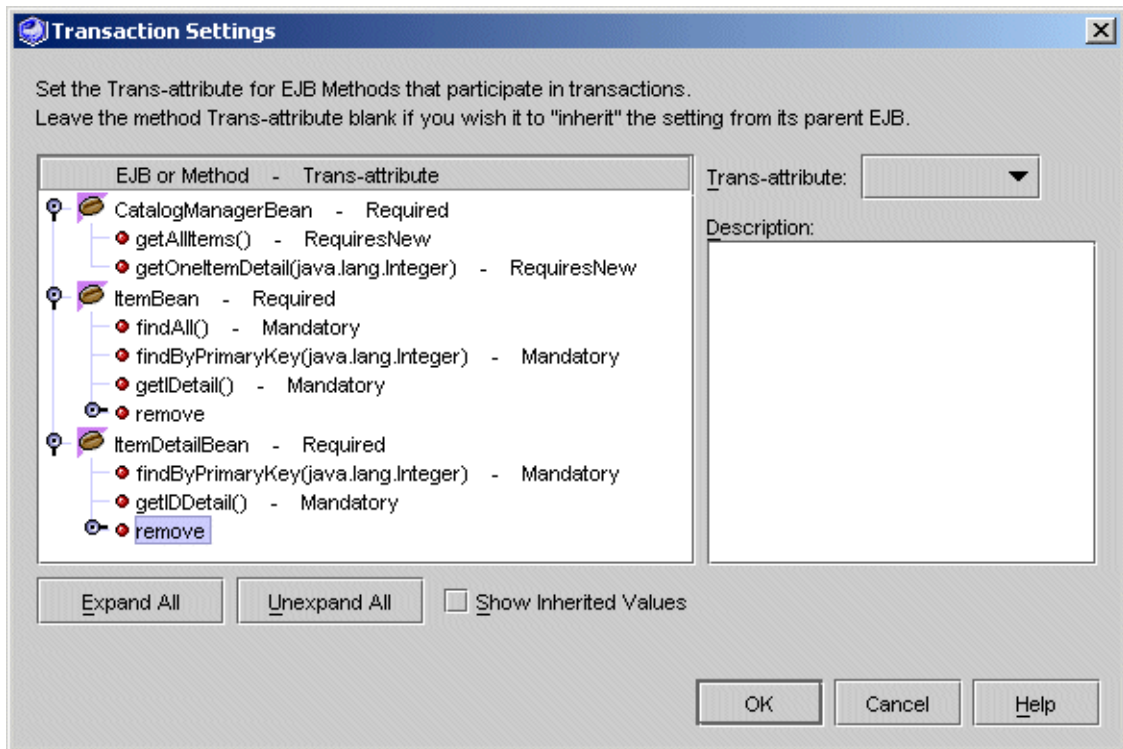 Transaction Settings
Set the Trans-attribute for EJB Methods that participate in transactions.
Leave the method Trans-attribute blank if you wish it to "inherit" the setting from its parent EJB.
EJB or Method - Trans-attribute
Trans-attribute:
CatalogManagerBean - Required
getAllItems() - RequiresNew
getOneItemDetail(java.lang.Integer) - RequiresNew
ItemBean - Required
findAll() - Mandatory
findByPrimaryKey(java.lang.Integer) - Mandatory
getIDetail() - Mandatory
remove
ItemDetailBean - Required
findByPrimaryKey(java.lang.Integer) - Mandatory
getIDDetail() - Mandatory
remove
Description:
Expand All
Unexpand All
Show Inherited Values
OK
Cancel
Help